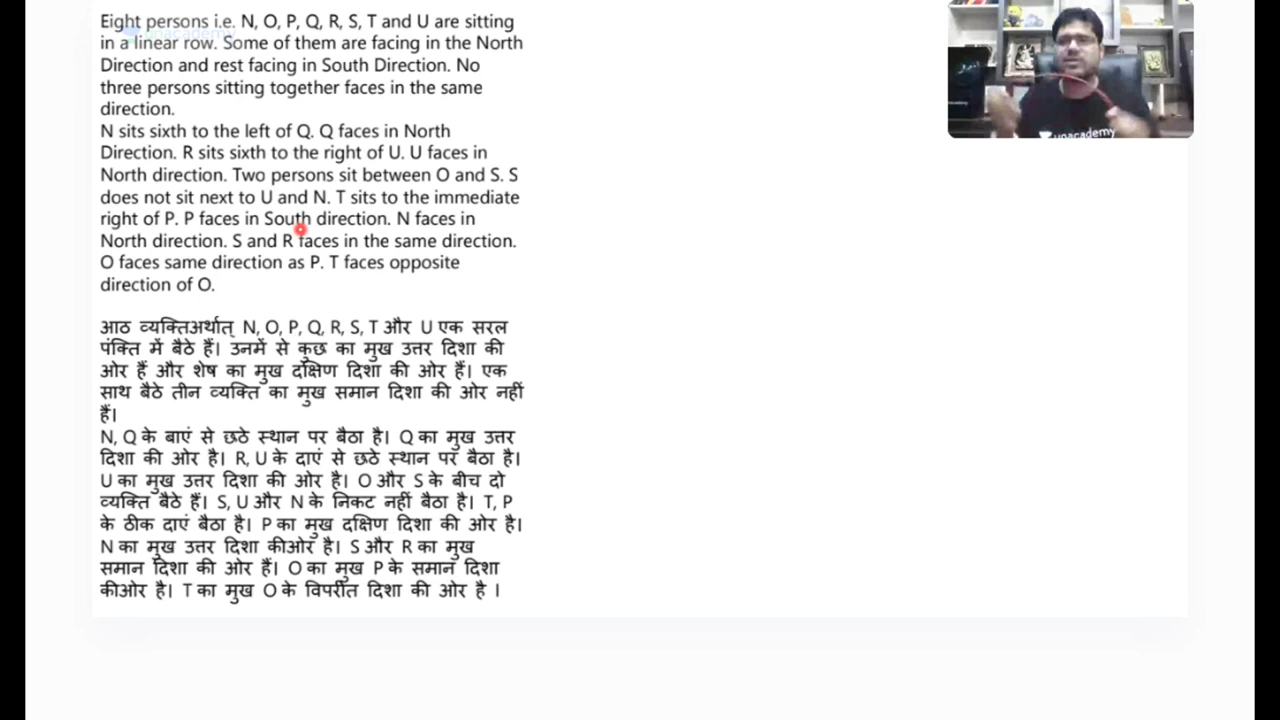 Eight persons i.e. N, O, P, Q, R, S, T and U are sitting
in a linear row. Some of them are facing in the North
Direction and rest facing in South Direction. No
three persons sitting together faces in the same
direction.
N sits sixth to the left of Q. Q faces in North
Direction. R sits sixth to the right of U. U faces in
North direction. Two persons sit between O and S. S
does not sit next to U and N. T sits to the immediate
right of P. P faces in South direction. N faces in
North direction. S and R faces in the same direction.
O faces same direction as P. T faces opposite
direction of O.
आठ व्यक्तिअर्थात् N, O, P, Q, R, S, T और U एक सरल
पंक्ति में बैठे हैं। उनमें से कुछ का मुख उत्तर दिशा की
ओर हैं और शेष का मुख दक्षिण दिशा की ओर हैं। एक
साथ बैठे तीन व्यक्ति का मुख समान दिशा की ओर नहीं
हैं।
N, Q के बाएं से छठे स्थान पर बैठा है। Q का मुख उत्तर
दिशा की ओर है। R, U के दाएं से छठे स्थान पर बैठा है।
U का मुख उत्तर दिशा की ओर है। O और S के बीच दो
व्यक्ति बैठे हैं। S, U और N के निकट नहीं बैठा है। T, P
के ठीक दाएं बैठा है। P का मुख दक्षिण दिशा की ओर है।
N का मुख उत्तर दिशा कीओर है। S और R का मुख
समान दिशा की ओर हैं। O का मुख P के समान दिशा
कीओर है। T का मुख O के विपरीत दिशा की ओर है ।
unacademy
unacademy